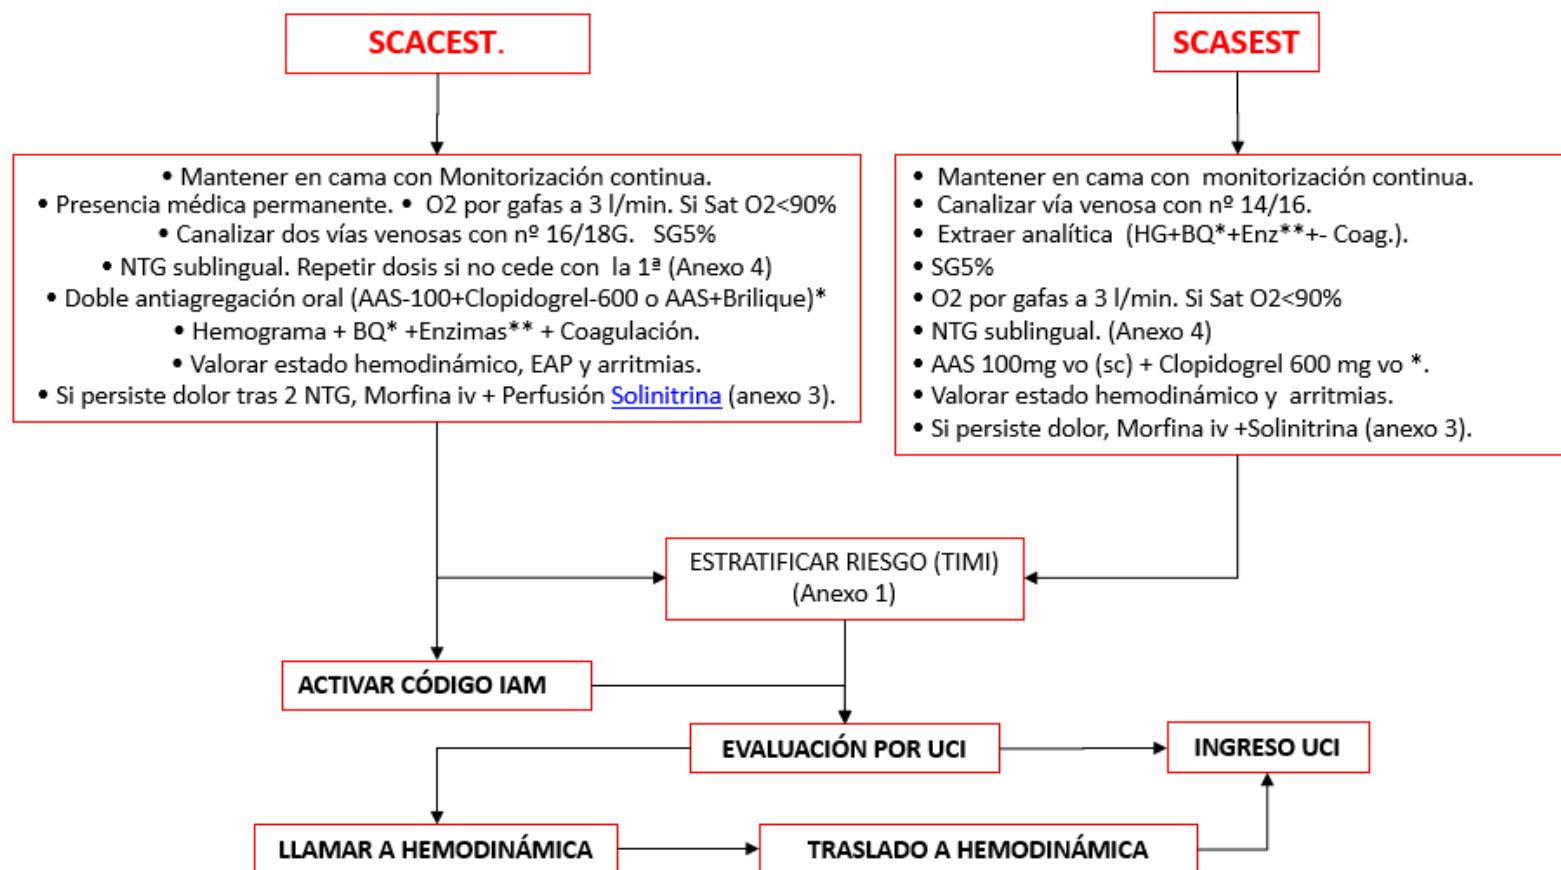 SCACEST.
SCASEST
• Mantener en cama con Monitorización continua.
• Presencia médica permanente. • O2 por gafas a 3 l/min. Si Sat O2<90%
• Canalizar dos vías venosas con nº 16/18G. SG5%
• NTG sublingual. Repetir dosis si no cede con la 1ª (Anexo 4)
• Doble antiagregación oral (AAS-100+Clopidogrel-600 o AAS+Brilique)*
• Hemograma + BQ* +Enzimas** + Coagulación.
• Valorar estado hemodinámico, EAP y arritmias.
• Si persiste dolor tras 2 NTG, Morfina iv + Perfusión Solinitrina (anexo 3).
• Mantener en cama con monitorización continua.
• Canalizar vía venosa con nº 14/16.
• Extraer analítica (HG+BQ*+Enz**+- Coag.).
• SG5%
• O2 por gafas a 3 l/min. Si Sat O2<90%
• NTG sublingual. (Anexo 4)
• AAS 100mg vo (sc) + Clopidogrel 600 mg vo *.
• Valorar estado hemodinámico y arritmias.
• Si persiste dolor, Morfina iv +Solinitrina (anexo 3).
ESTRATIFICAR RIESGO (TIMI)
(Anexo 1)
ACTIVAR CÓDIGO IAM
EVALUACIÓN POR UCI
INGRESO UCI
LLAMAR A HEMODINÁMICA
TRASLADO A HEMODINÁMICA